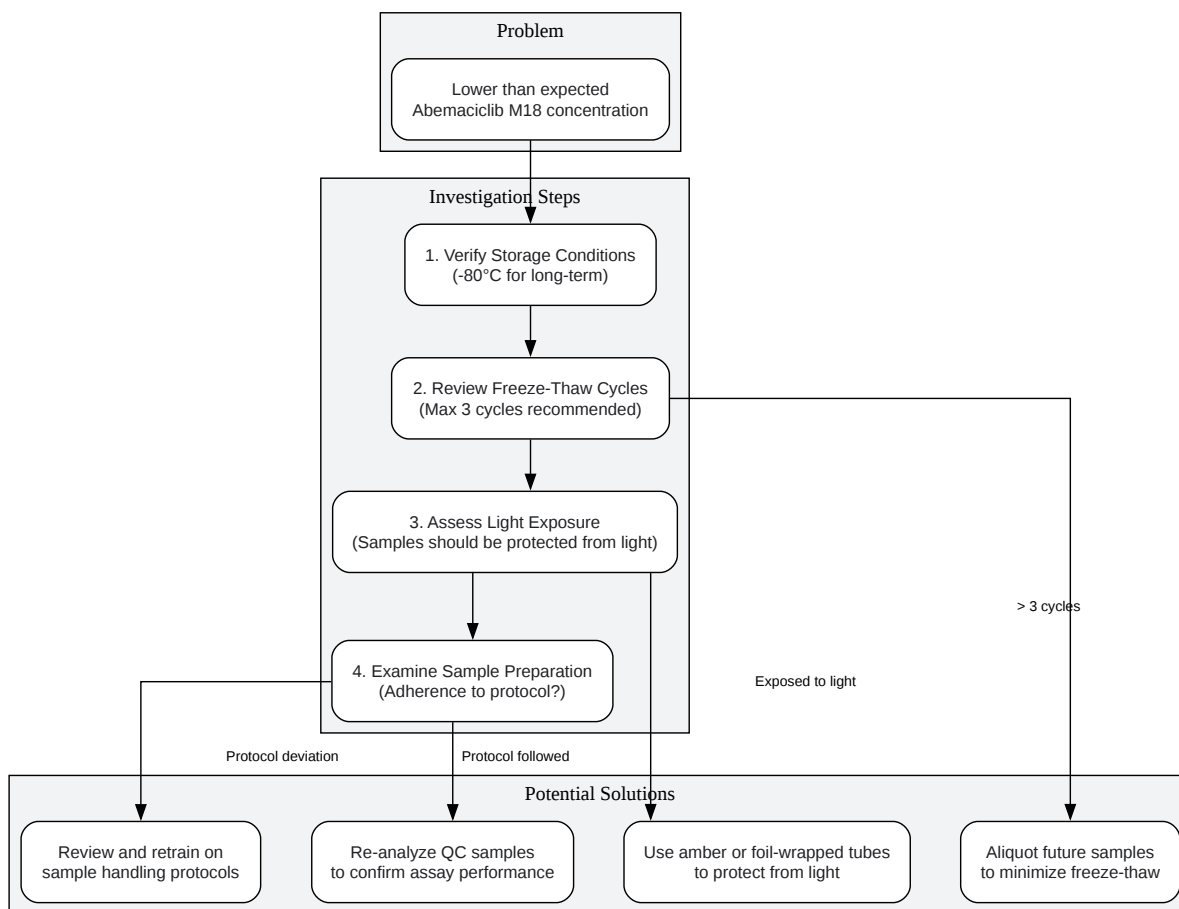 Problem
Lower than expected
Abemaciclib M18 concentration
Investigation Steps
1. Verify Storage Conditions
(-80°C for long-term)
2. Review Freeze-Thaw Cycles
(Max 3 cycles recommended)
3. Assess Light Exposure
(Samples should be protected from light)
> 3 cycles
4. Examine Sample Preparation
(Adherence to protocol?)
Exposed to light
Protocol deviation
Protocol followed
Potential Solutions
Review and retrain on
sample handling protocols
Re-analyze QC samples
to confirm assay performance
Use amber or foil-wrapped tubes
to protect from light
Aliquot future samples
to minimize freeze-thaw